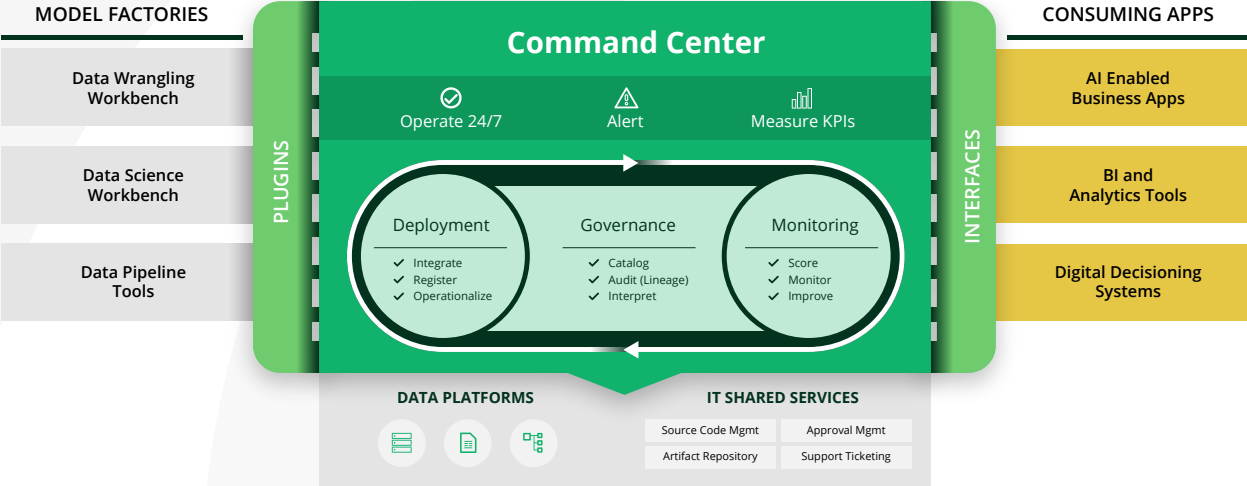 MODEL FACTORIES
Data Wrangling
Workbench
Data Science
Workbench
Data Pipeline
Tools
PLUGINS
Command Center
Operate 24/7
Alert
Measure KPIs
Deployment
Integrate
Register
Operationalize
Governance
Catalog
Audit (Lineage)
Interpret
Monitoring
Score
Monitor
Improve
INTERFACES
CONSUMING APPS
AI Enabled
Business Apps
BI and
Analytics Tools
Digital Decisioning
Systems
DATA PLATFORMS
IT SHARED SERVICES
Source Code Mgmt
Approval Mgmt
Artifact Repository
Support Ticketing